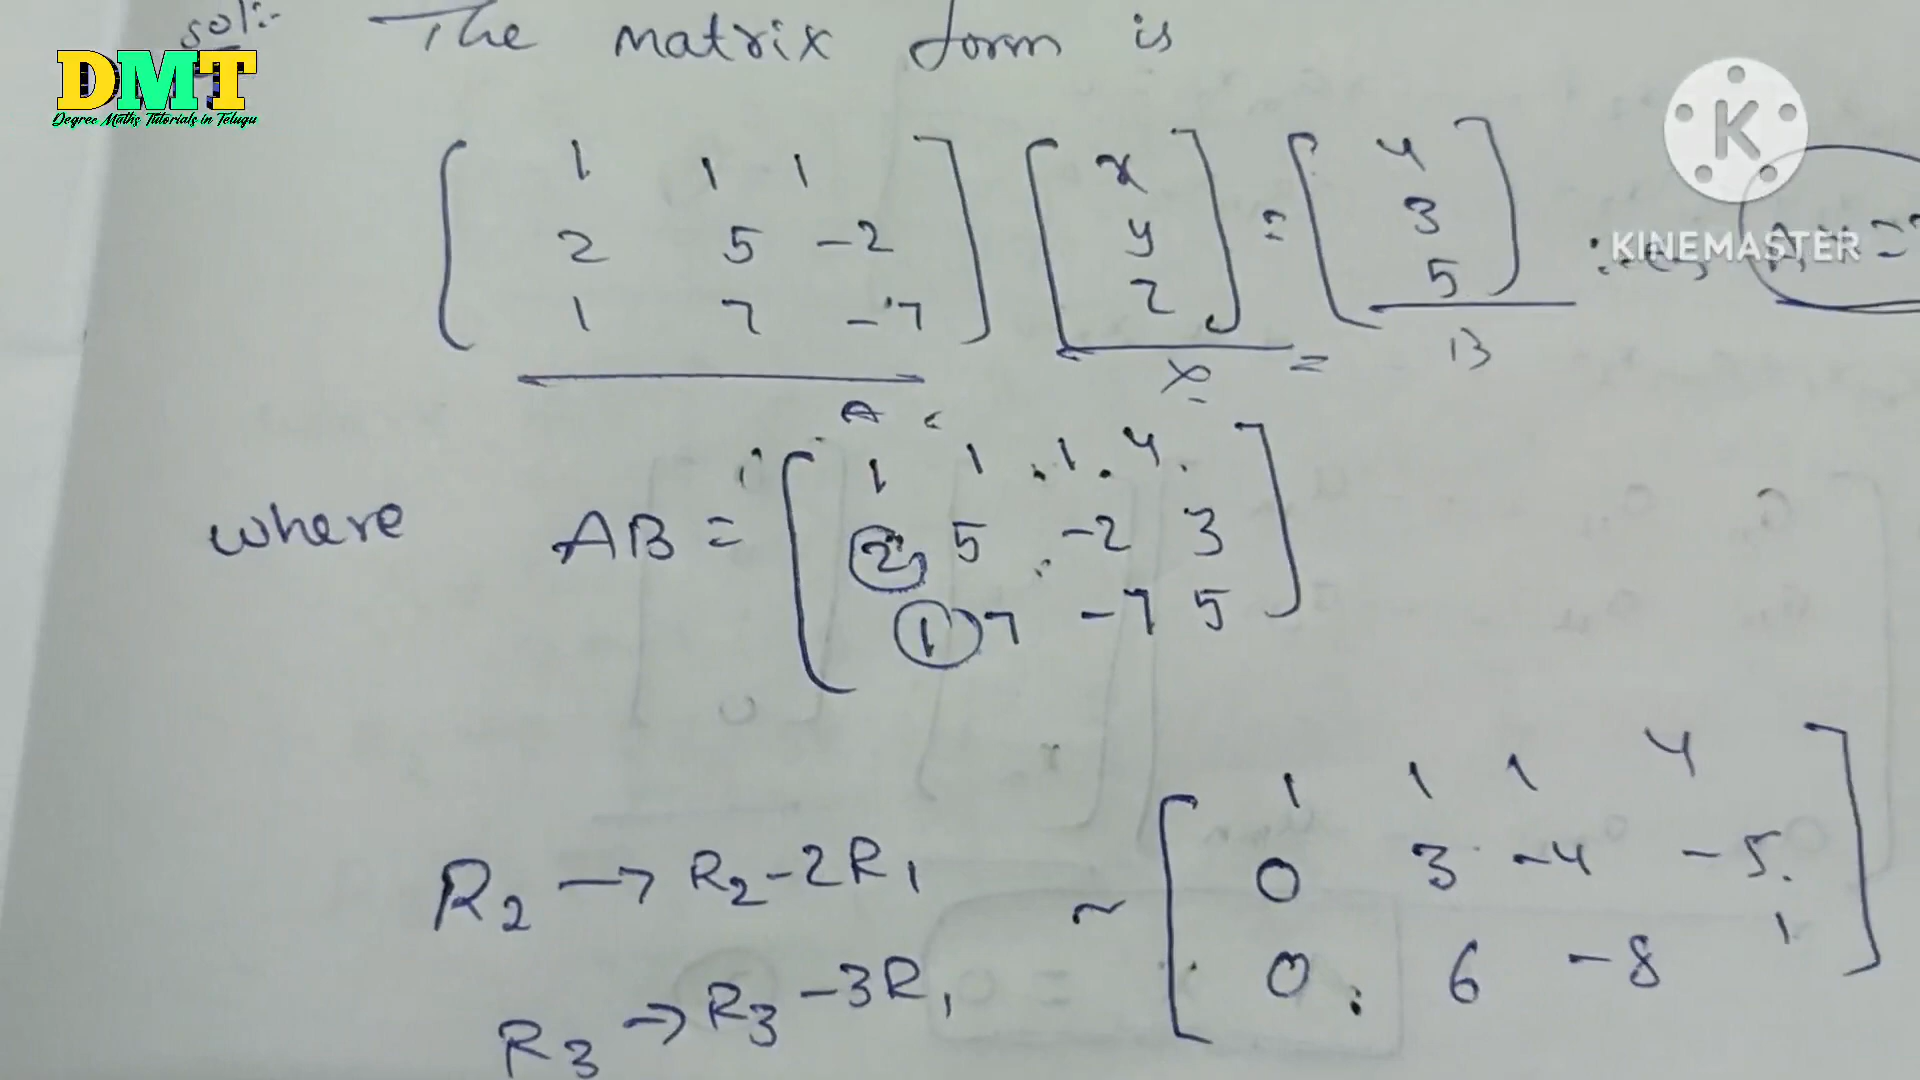 sol:-
The matrix form is
DMT
Degree Maths Tutorials in Telugu
K
KINEMASTER
[ 1 1 1 ] [ x ] = [ 4 ]
[ 2 5 -2 ] [ y ] [ 3 ]
[ 1 7 -7 ] [ z ] [ 5 ]
A X = B
where AB = [ 1 1 1 4 ]
[ 2 5 -2 3 ]
[ 1 7 -7 5 ]
R2 → R2 - 2R1
R3 → R3 - 3R1
~ [ 1 1 1 4 ]
[ 0 3 -4 -5 ]
[ 0 6 -8 1 ]